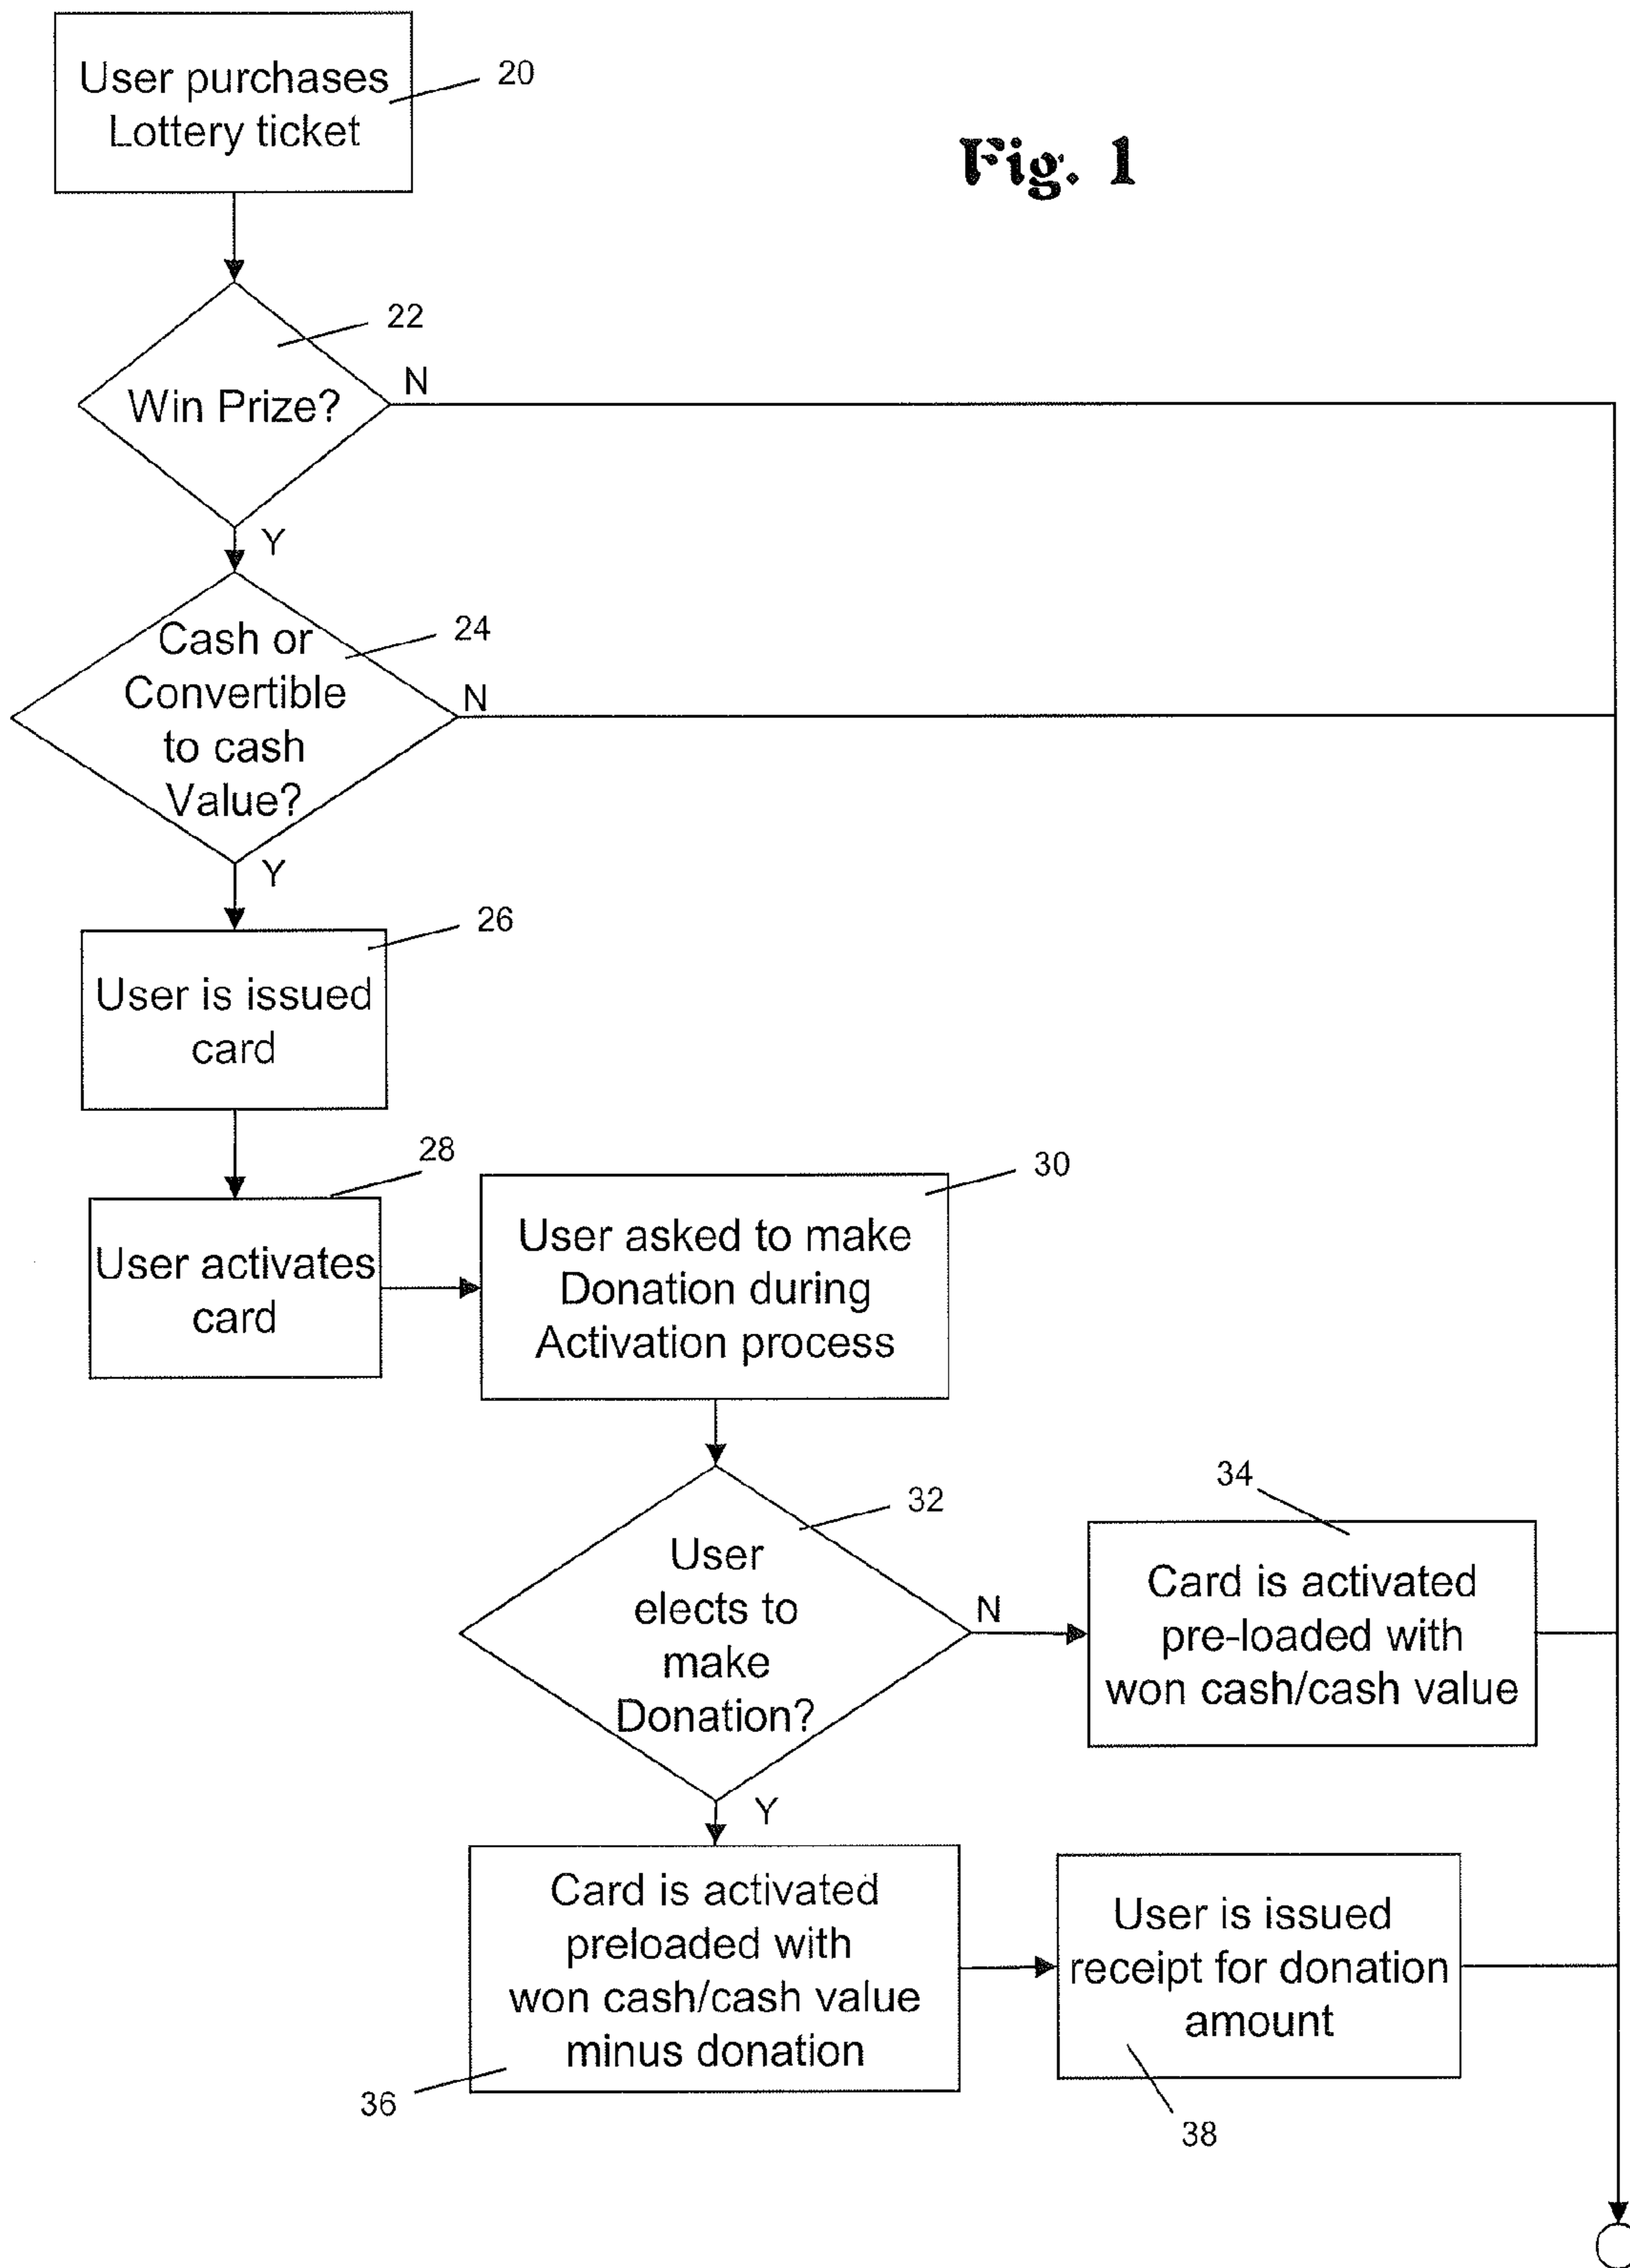 User purchases
Lottery ticket
20
Fig. 1
22
Win Prize?
N
Y
24
Cash or
Convertible
to cash
Value?
N
Y
26
User is issued
card
28
User activates
card
30
User asked to make
Donation during
Activation process
32
User
elects to
make
Donation?
N
34
Card is activated
pre-loaded with
won cash/cash value
Y
Card is activated
preloaded with
won cash/cash value
minus donation
36
User is issued
receipt for donation
amount
38